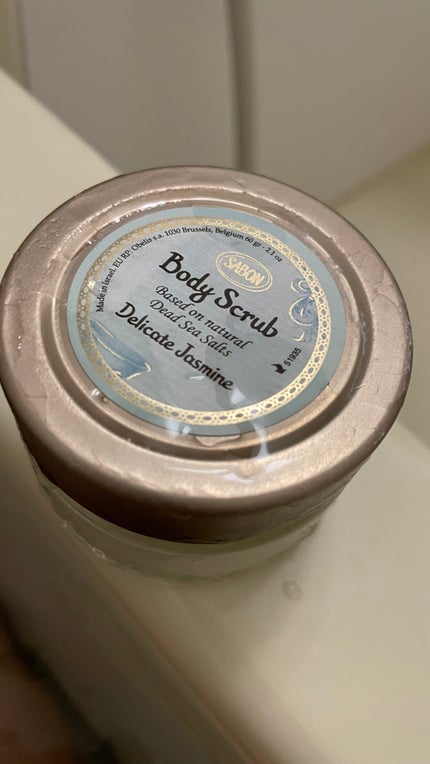 SABON
Body Scrub
Based on natural
Dead Sea Salts
Delicate Jasmine
Made in Israel. EU RP: Obelis s.a. 1030 Brussels, Belgium 60 gr - 2.1 oz
51935